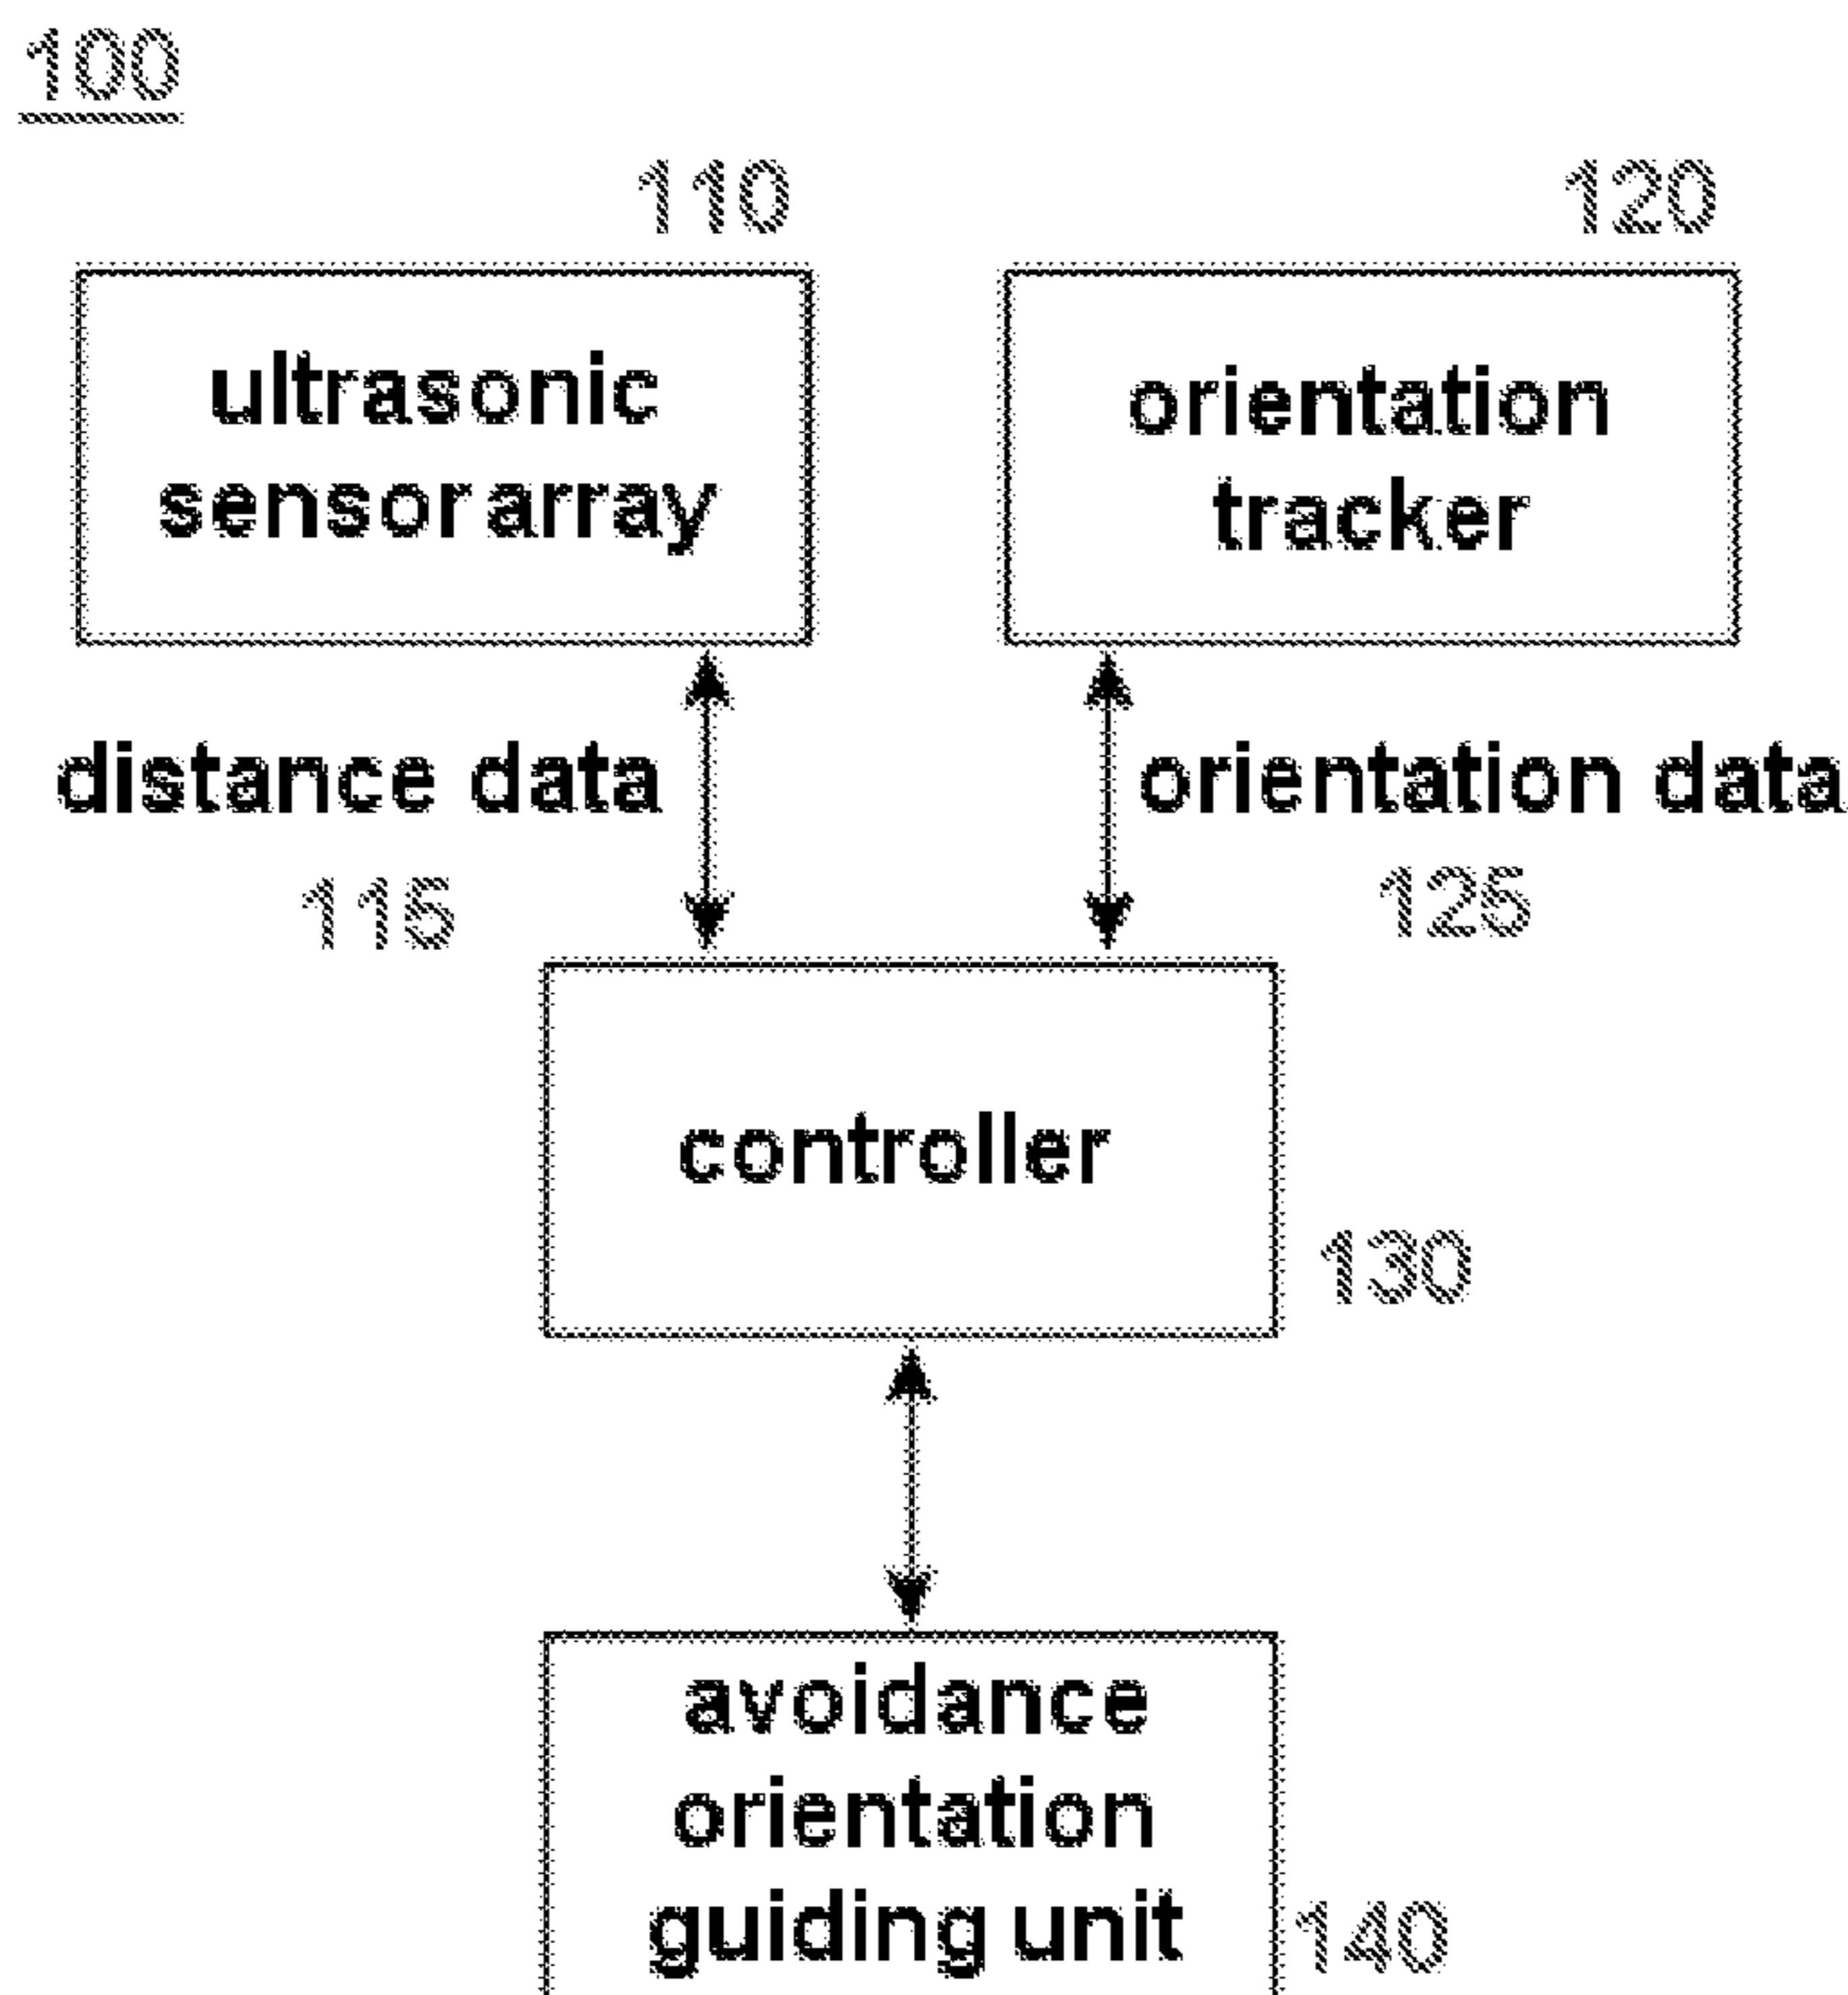 100
110
120
ultrasonic
sensor array
orientation
tracker
distance data
115
orientation data
125
controller
130
avoidance
orientation
guiding unit
140